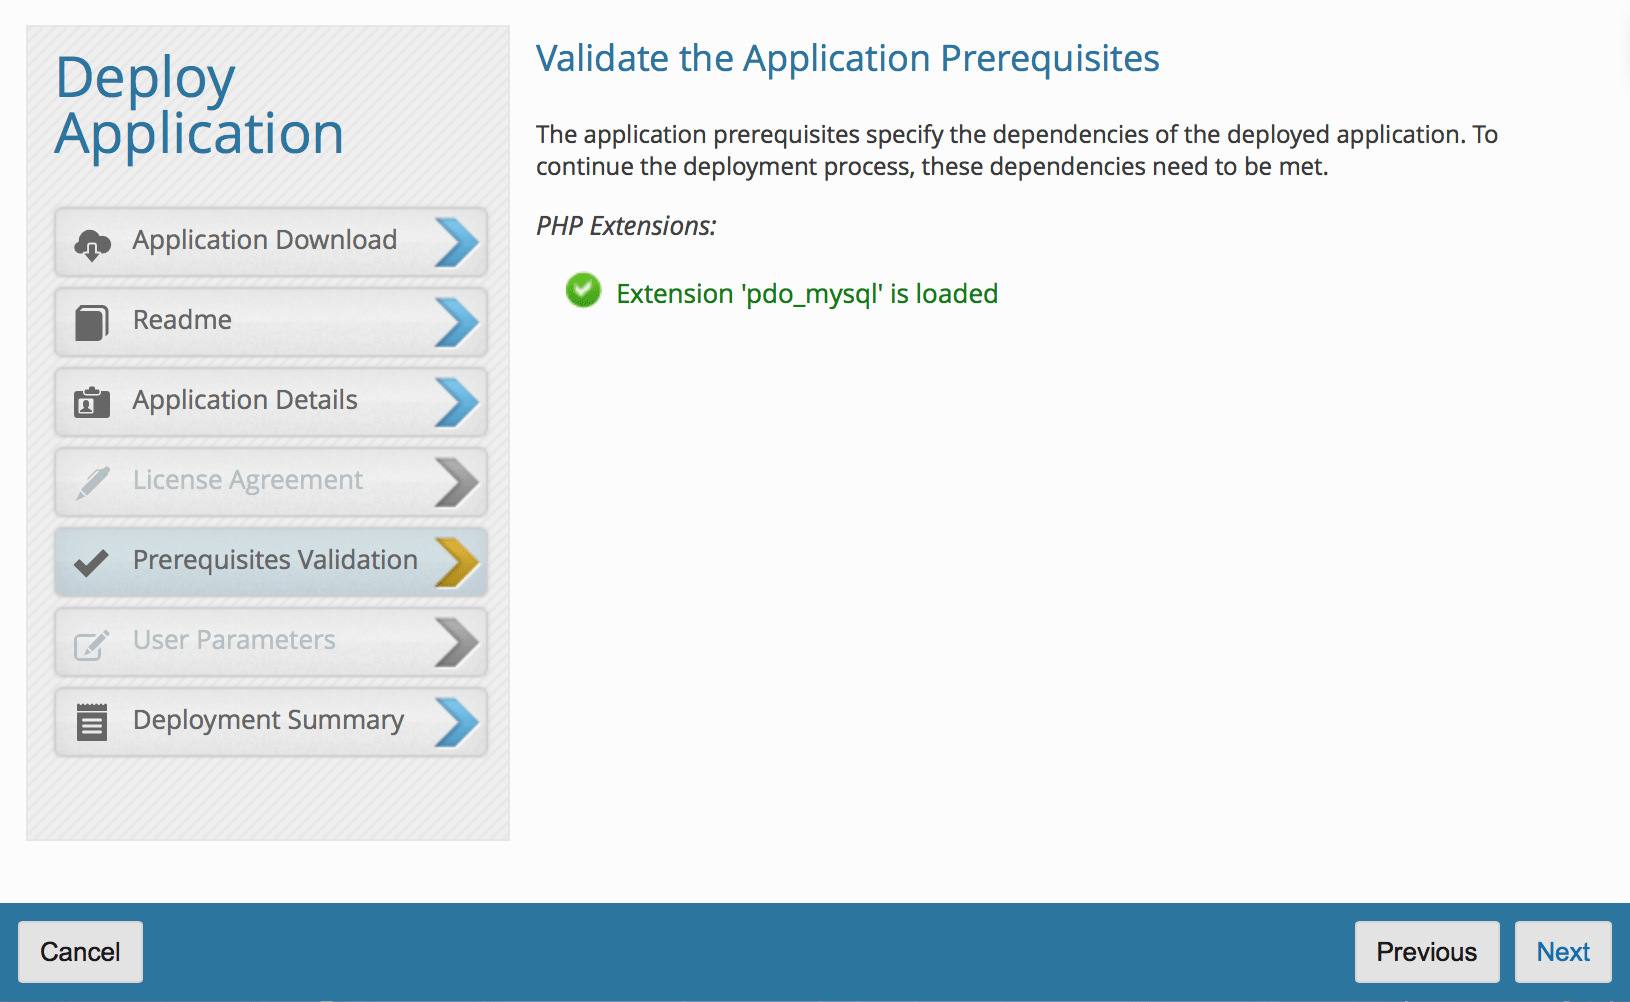 Deploy
Application
Application Download
Readme
Application Details
License Agreement
Prerequisites Validation
User Parameters
Deployment Summary
Validate the Application Prerequisites
The application prerequisites specify the dependencies of the deployed application. To
continue the deployment process, these dependencies need to be met.
PHP Extensions:
Extension 'pdo_mysql' is loaded
Cancel
Previous
Next